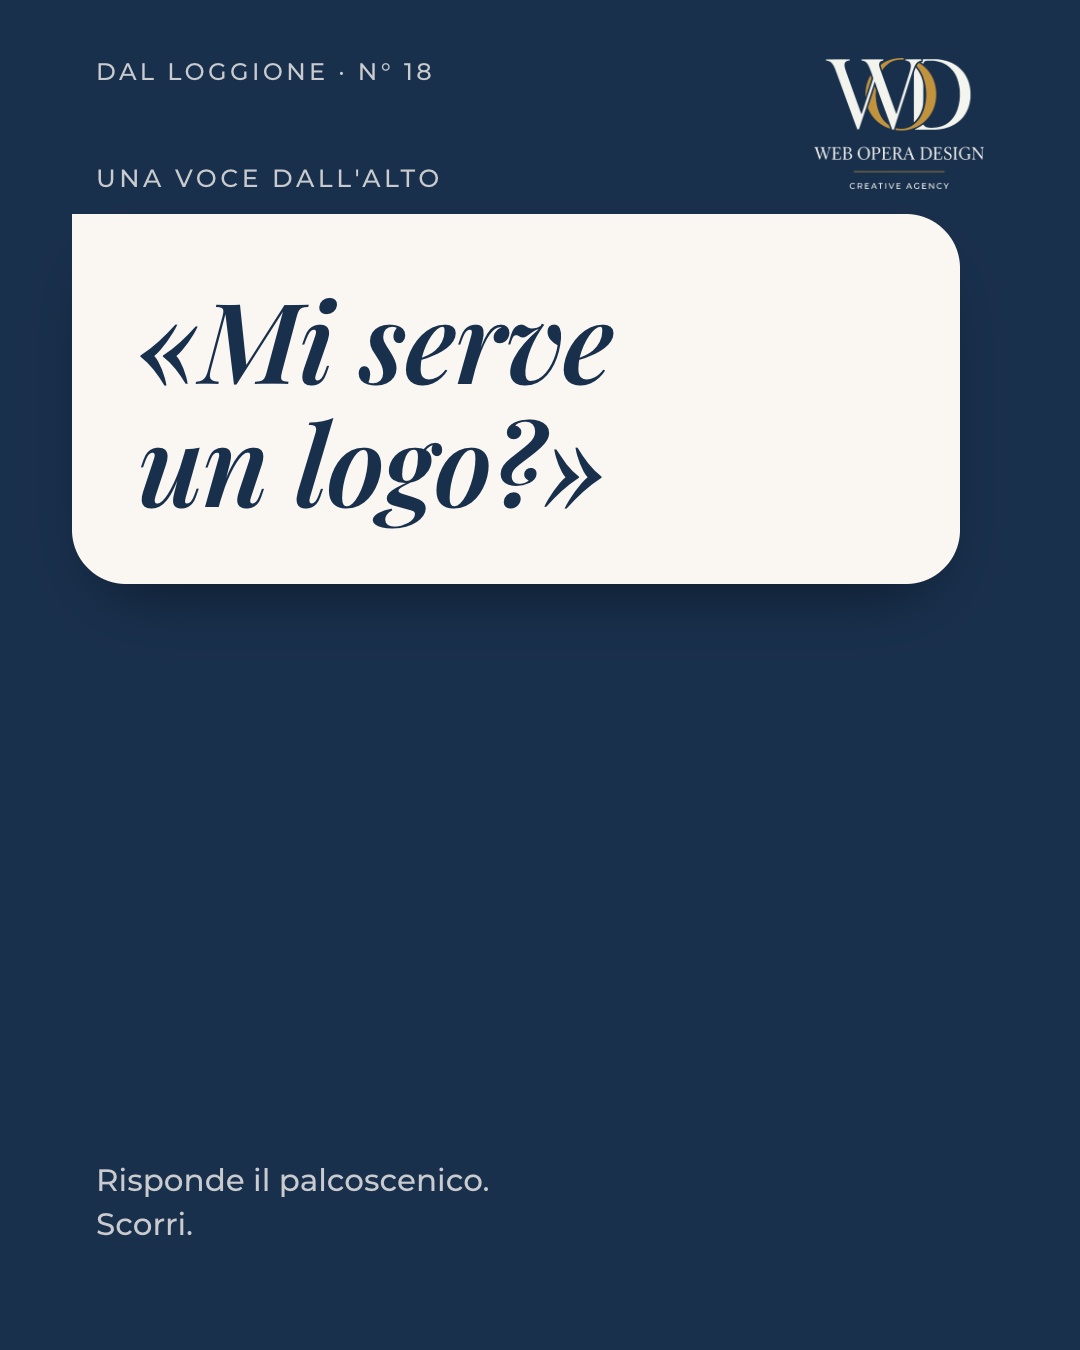 DAL LOGGIONE · N° 18
WOD
WEB OPERA DESIGN
CREATIVE AGENCY
UNA VOCE DALL'ALTO
«Mi serve
un logo?»
Risponde il palcoscenico.
Scorri.